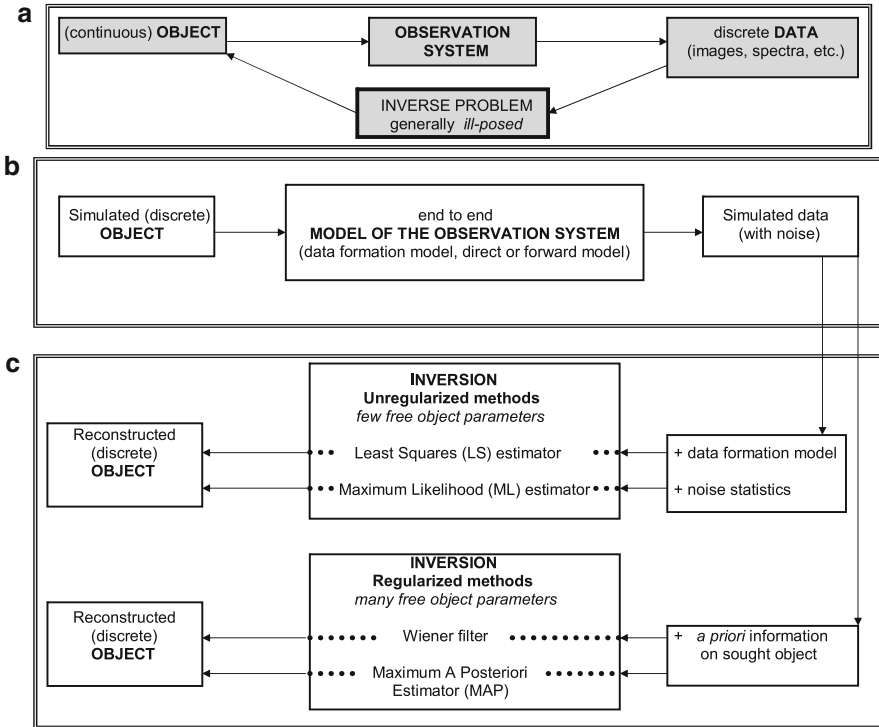 a
(continuous) OBJECT
OBSERVATION
SYSTEM
discrete DATA
(images, spectra, etc.)
INVERSE PROBLEM
generally ill-posed
b
Simulated (discrete)
OBJECT
end to end
MODEL OF THE OBSERVATION SYSTEM
(data formation model, direct or forward model)
Simulated data
(with noise)
c
INVERSION
Unregularized methods
few free object parameters
Least Squares (LS) estimator
Maximum Likelihood (ML) estimator
Reconstructed
(discrete)
OBJECT
+ data formation model
+ noise statistics
INVERSION
Regularized methods
many free object parameters
Wiener filter
Maximum A Posteriori
Estimator (MAP)
Reconstructed
(discrete)
OBJECT
+ a priori information
on sought object